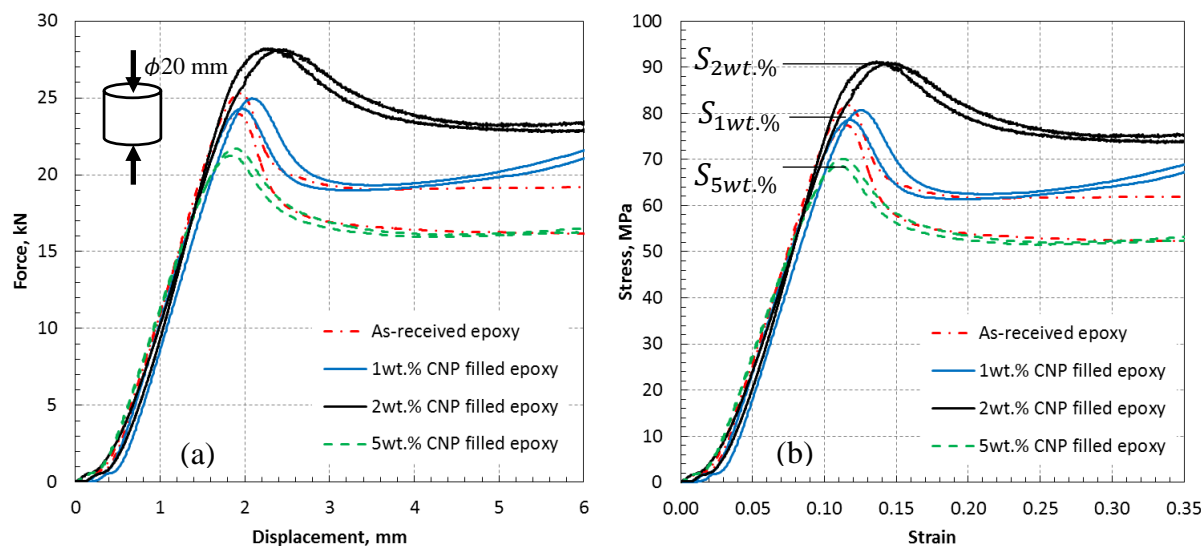 30
25
20
15
10
5
0
0 1 2 3 4 5 6
Force, kN
Displacement, mm
ϕ20 mm
As-received epoxy
1wt.% CNP filled epoxy
2wt.% CNP filled epoxy
5wt.% CNP filled epoxy
(a)
100
90
80
70
60
50
40
30
20
10
0
0.00 0.05 0.10 0.15 0.20 0.25 0.30 0.35
Stress, MPa
Strain
S2wt.%
S1wt.%
S5wt.%
As-received epoxy
1wt.% CNP filled epoxy
2wt.% CNP filled epoxy
5wt.% CNP filled epoxy
(b)